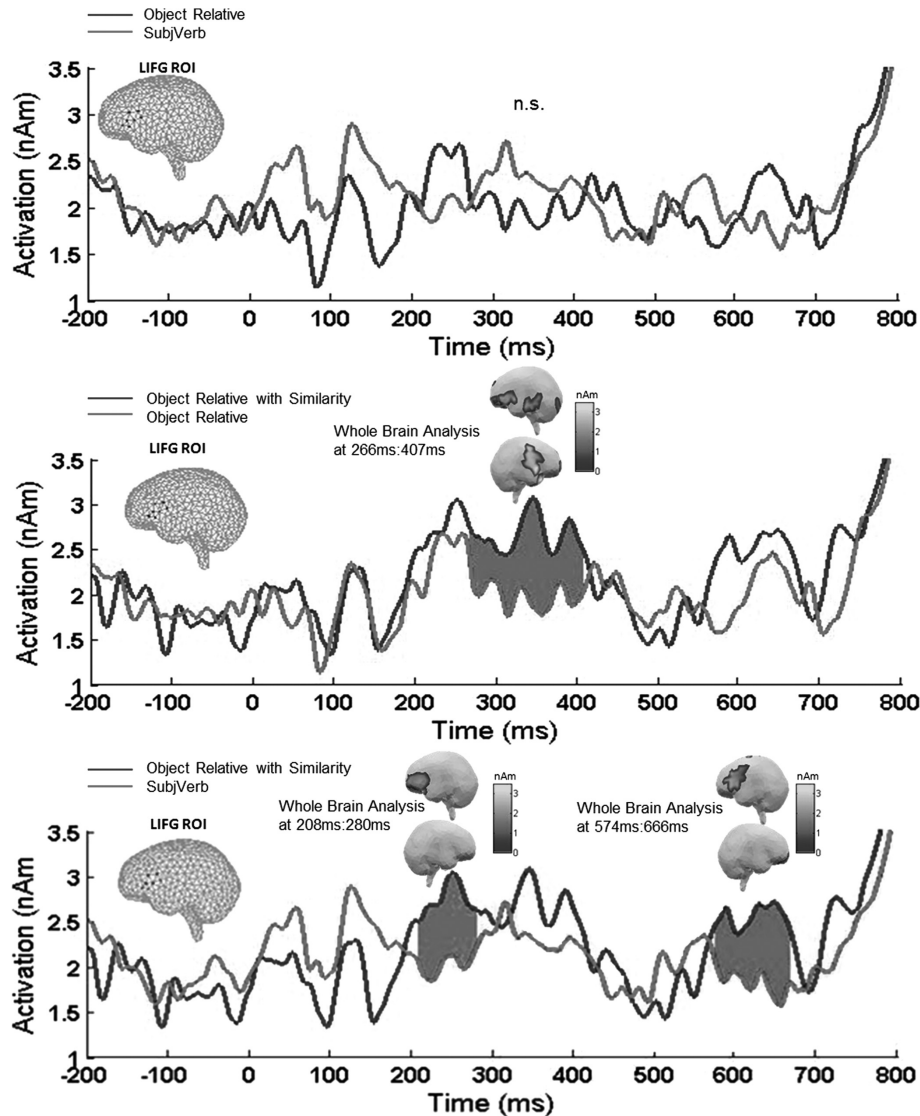 Object Relative
SubjVerb
LIFG ROI
n.s.
Activation (nAm)
3.5
3
2.5
2
1.5
1
-200 -100 0 100 200 300 400 500 600 700 800
Time (ms)
Object Relative with Similarity
Object Relative
LIFG ROI
Whole Brain Analysis
at 266ms:407ms
nAm
3
2
1
0
Activation (nAm)
3.5
3
2.5
2
1.5
1
-200 -100 0 100 200 300 400 500 600 700 800
Time (ms)
Object Relative with Similarity
SubjVerb
LIFG ROI
Whole Brain Analysis
at 208ms:280ms
nAm
3
2
1
0
Whole Brain Analysis
at 574ms:666ms
nAm
3
2
1
0
Activation (nAm
3.5
3
2.5
2
1.5
1
-200 -100 0 100 200 300 400 500 600 700 800
Time (ms)